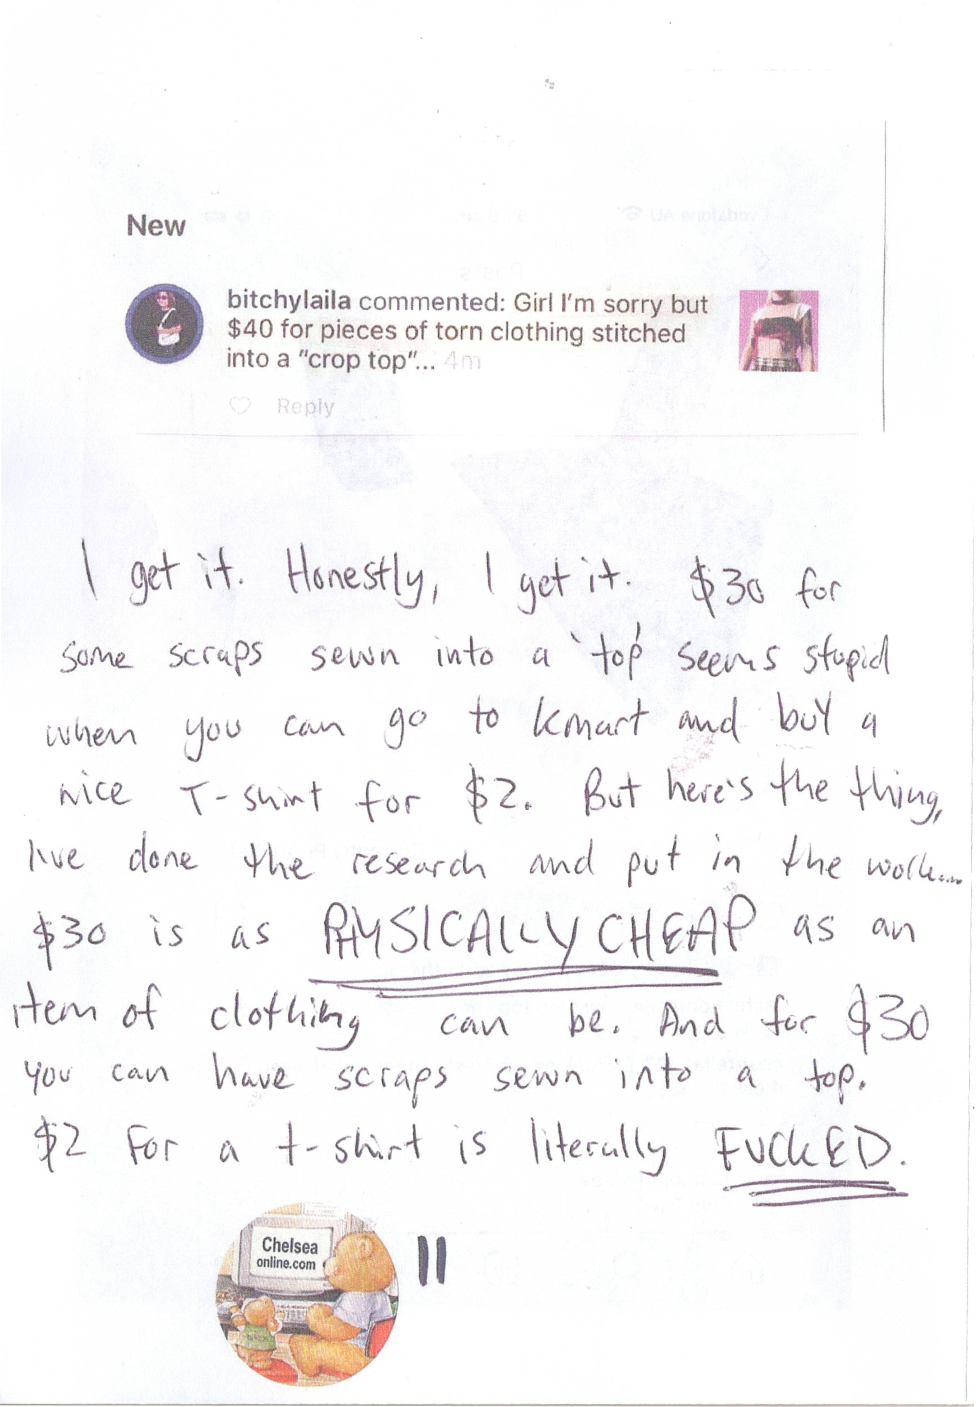 New
bitchylaila commented: Girl I'm sorry but
$40 for pieces of torn clothing stitched
into a "crop top"... 4m
Reply
I get it. Honestly, I get it. $30 for
some scraps sewn into a 'top' seems stupid
when you can go to kmart and buy a
nice T-shirt for $2. But here's the thing,
I've done the research and put in the work....
$30 is as PHYSICALLY CHEAP as an
item of clothing can be. And for $30
you can have scraps sewn into a top.
$2 for a t-shirt is literally FUCKED.
Chelsea
online.com
11